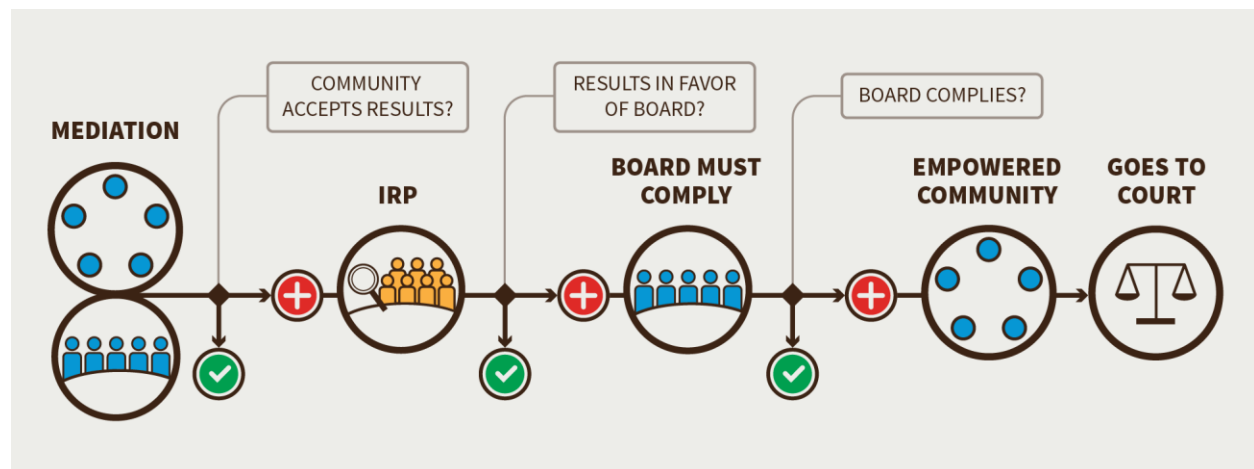 MEDIATION
COMMUNITY
ACCEPTS RESULTS?
IRP
RESULTS IN FAVOR
OF BOARD?
BOARD MUST
COMPLY
BOARD COMPLIES?
EMPOWERED
COMMUNITY
GOES TO
COURT